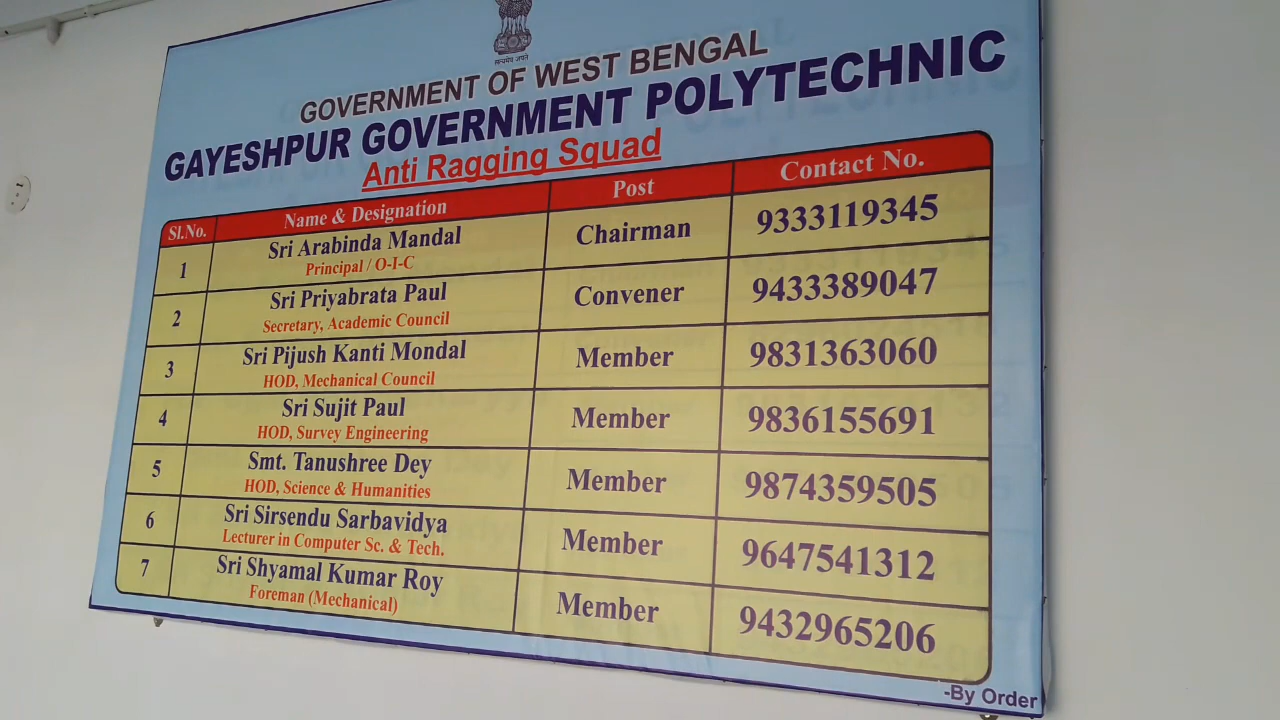 सत्यमेव जयते
GOVERNMENT OF WEST BENGAL
GAYESHPUR GOVERNMENT POLYTECHNIC
Anti Ragging Squad
Sl.No. Name & Designation Post Contact No.
1 Sri Arabinda Mandal Chairman 9333119345
Principal / O-I-C
2 Sri Priyabrata Paul Convener 9433389047
Secretary, Academic Council
3 Sri Pijush Kanti Mondal Member 9831363060
HOD, Mechanical Council
4 Sri Sujit Paul Member 9836155691
HOD, Survey Engineering
5 Smt. Tanushree Dey Member 9874359505
HOD, Science & Humanities
6 Sri Sirsendu Sarbavidya Member 9647541312
Lecturer in Computer Sc. & Tech.
7 Sri Shyamal Kumar Roy Member 9432965206
Foreman (Mechanical)
-By Order